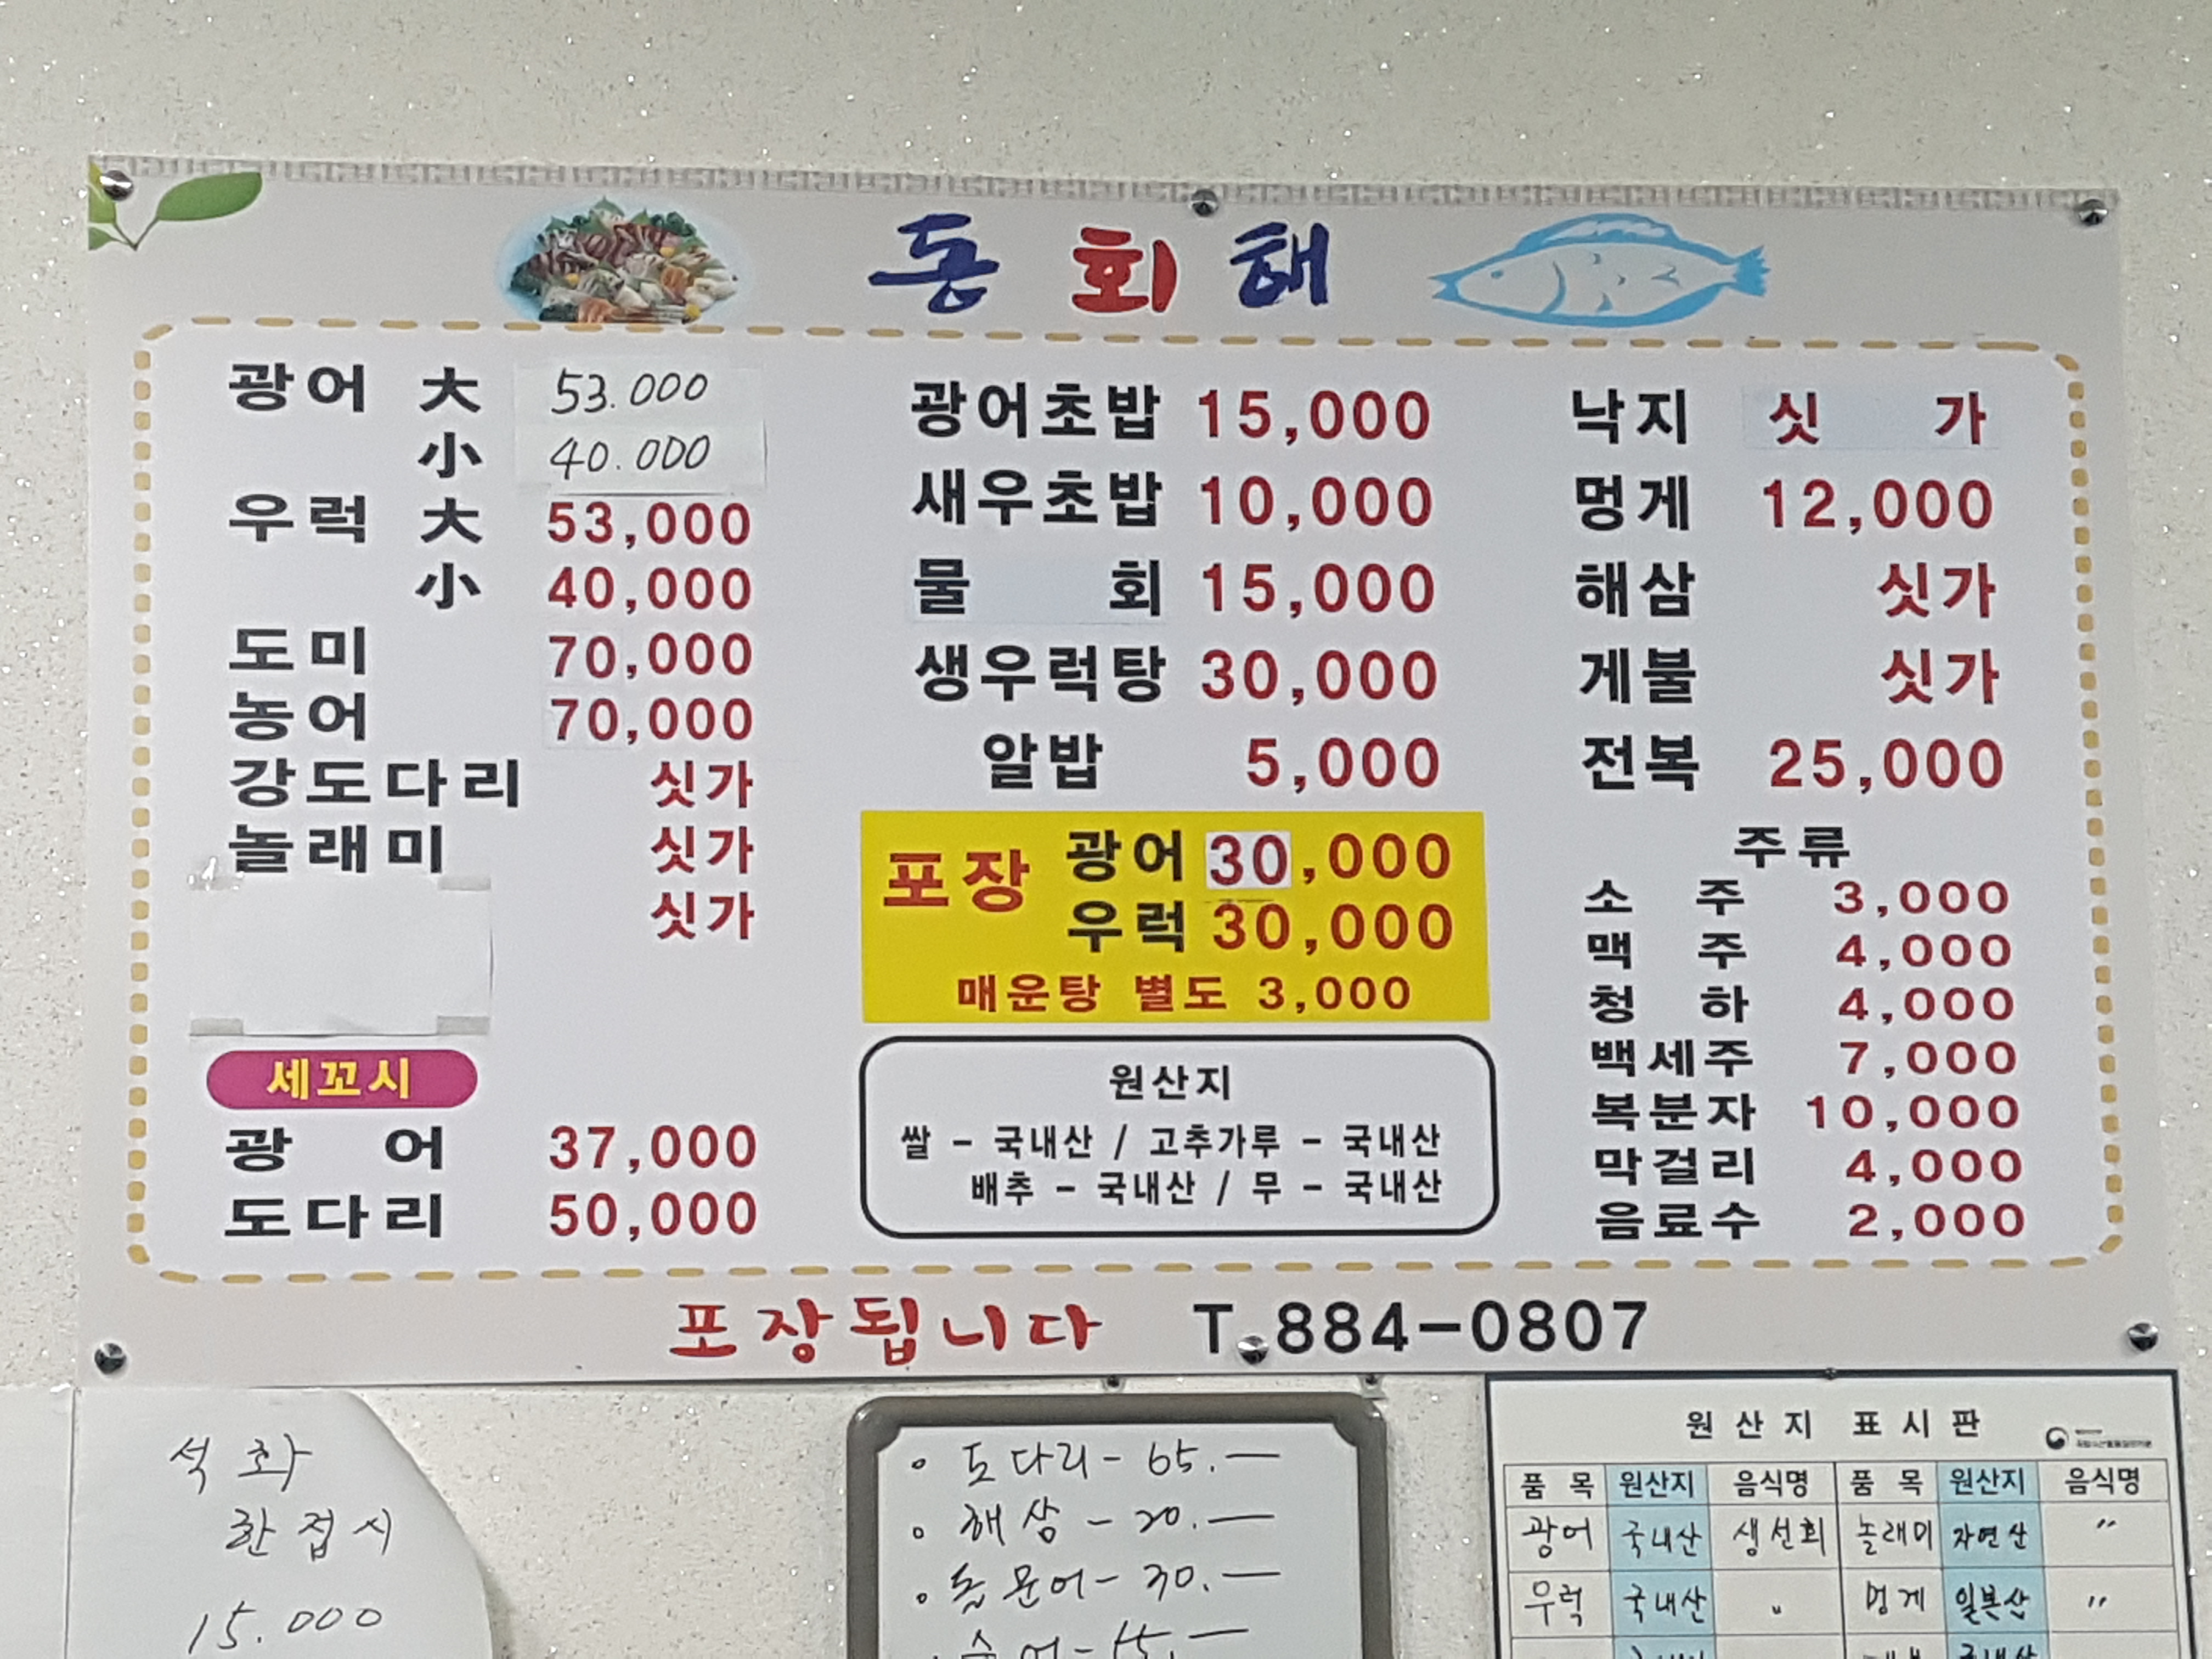 동 회 해
광어 大 53.000
小 40.000
우럭 大 53,000
小 40,000
도미 70,000
농어 70,000
강도다리 싯가
놀래미 싯가
싯가
세꼬시
광 어 37,000
도다리 50,000
광어초밥 15,000
새우초밥 10,000
물 회 15,000
생우럭탕 30,000
알밥 5,000
포장 광어 30,000
우럭 30,000
매운탕 별도 3,000
원산지
쌀 - 국내산 / 고추가루 - 국내산
배추 - 국내산 / 무 - 국내산
낙지 싯 가
멍게 12,000
해삼 싯가
게불 싯가
전복 25,000
주류
소 주 3,000
맥 주 4,000
청 하 4,000
백세주 7,000
복분자 10,000
막걸리 4,000
음료수 2,000
포장됩니다 T.884-0807
석화
한접시
15.000
• 도다리 - 65.—
• 해삼 - 20.—
• 돌문어 - 30.—
• 숭어 - 15.—
원 산 지 표 시 판
품 목 원산지 음식명 품 목 원산지 음식명
광어 국내산 생선회 놀래미 자연산 〃
우럭 국내산 〃 멍게 일본산 〃